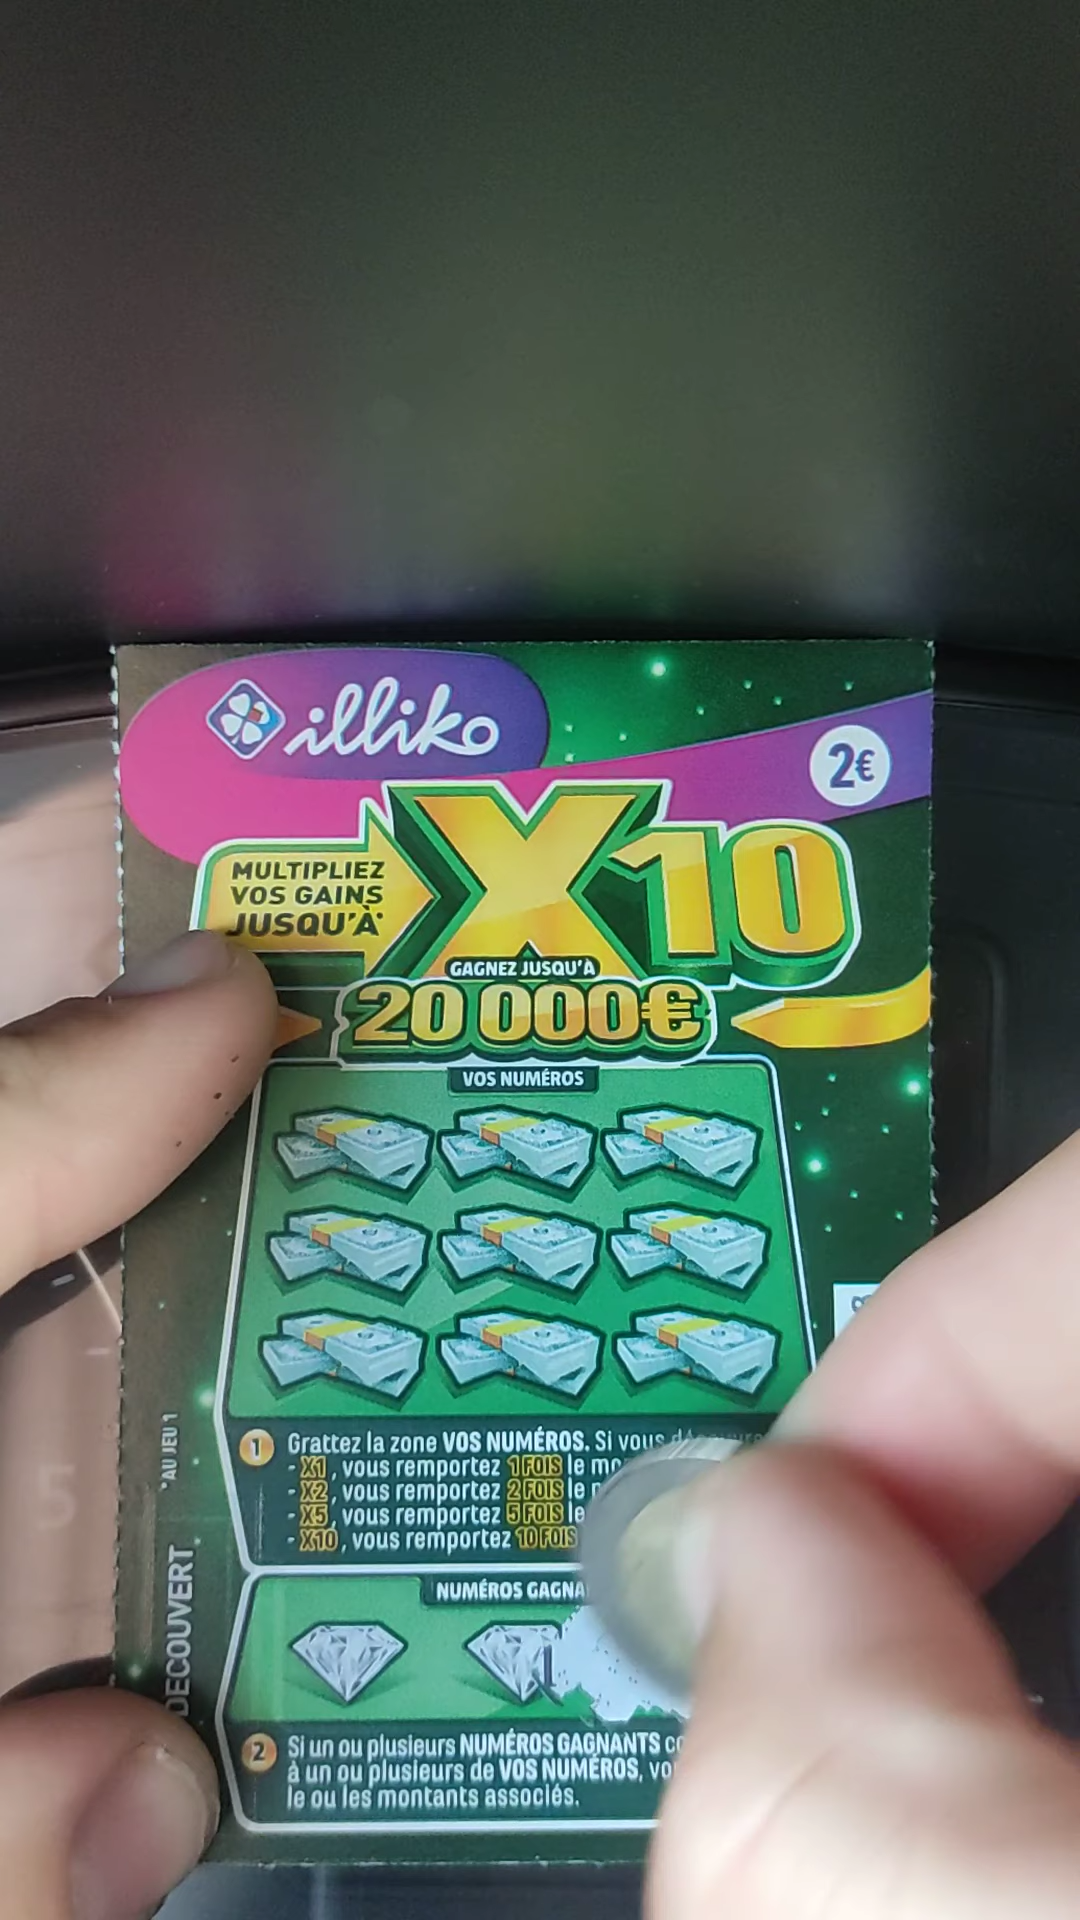 illiko
2€
MULTIPLIEZ
VOS GAINS
JUSQU'À*
X10
GAGNEZ JUSQU'À
20 000€
VOS NUMÉROS
1 Grattez la zone VOS NUMÉROS. Si vous
- X1, vous remportez 1 FOIS le
- X2, vous remportez 2 FOIS le
- X5, vous remportez 5 FOIS le
- X10, vous remportez 10 FOIS
*AU JEU 1
DECOUVERT
NUMÉROS
2 Si un ou plusieurs NUMÉROS GAGNANTS
à un ou plusieurs de VOS NUMÉROS,
le ou les montants associés.